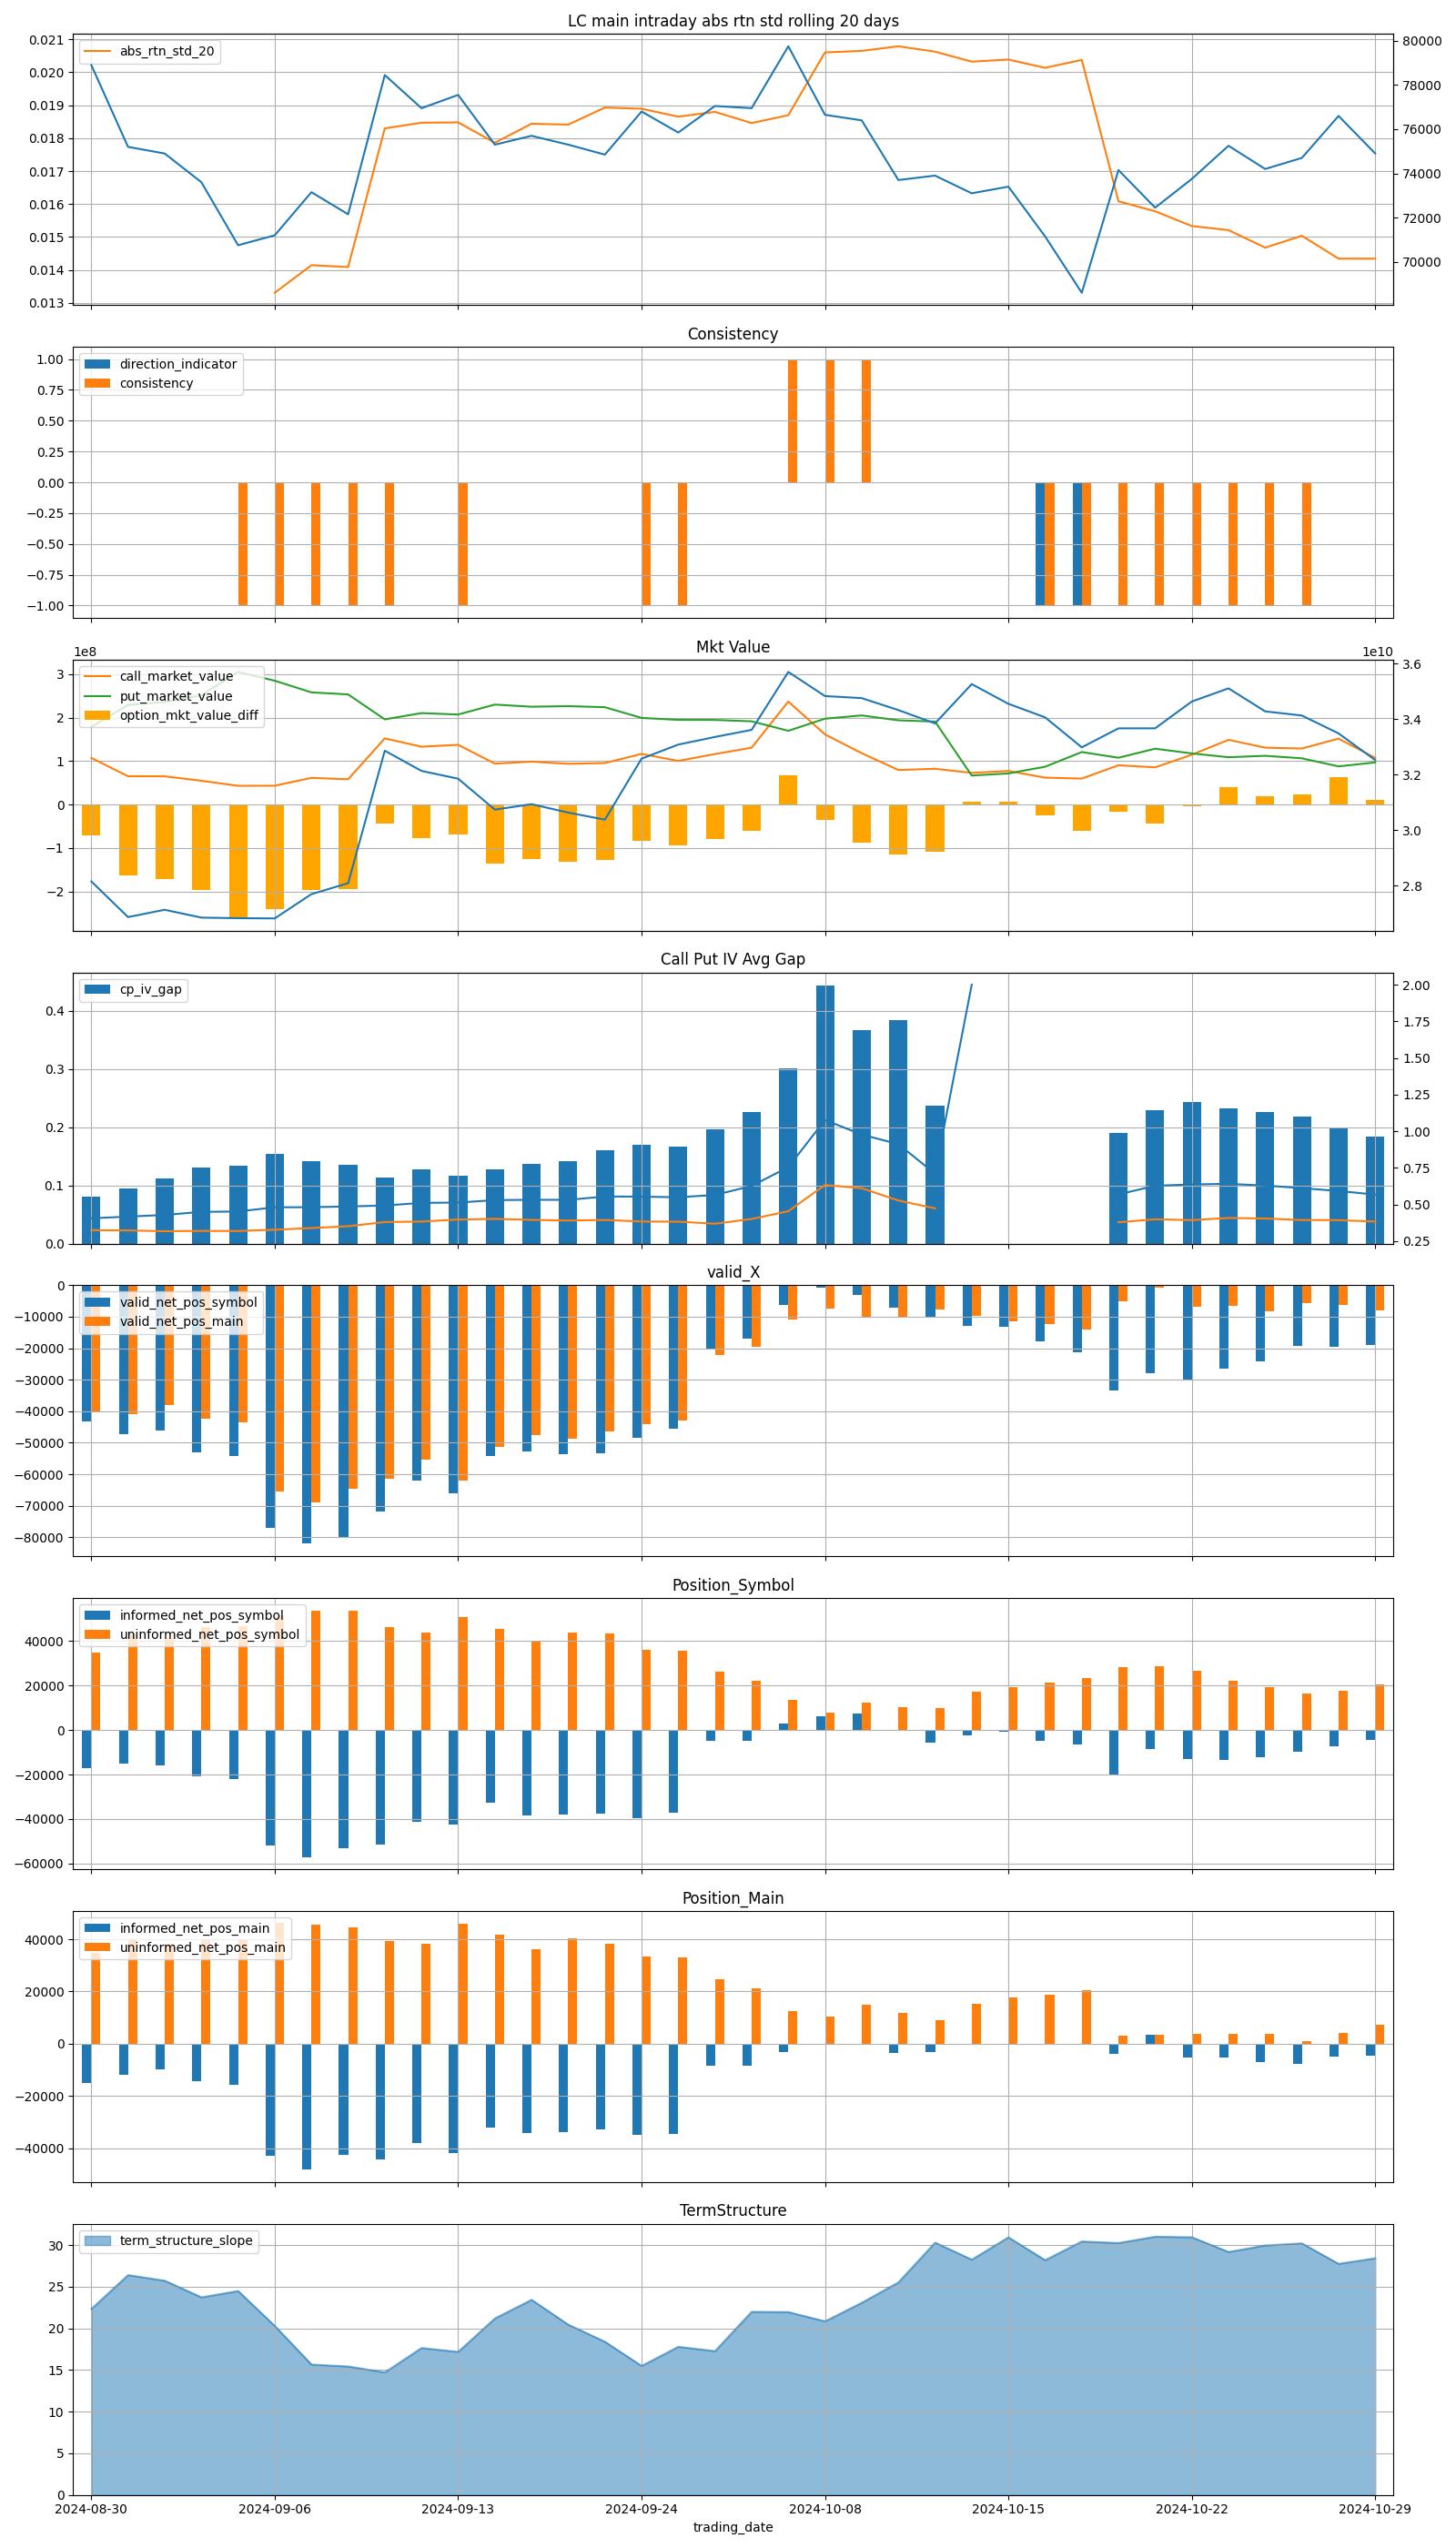 LC main intraday abs rtn std rolling 20 days
abs_rtn_std_20
0.021
0.020
0.019
0.018
0.017
0.016
0.015
0.014
0.013
80000
78000
76000
74000
72000
70000
Consistency
direction_indicator
consistency
1.00
0.75
0.50
0.25
0.00
−0.25
−0.50
−0.75
−1.00
Mkt Value
1e8
1e10
call_market_value
put_market_value
option_mkt_value_diff
3
2
1
0
−1
−2
3.6
3.4
3.2
3.0
2.8
Call Put IV Avg Gap
cp_iv_gap
0.4
0.3
0.2
0.1
0.0
2.00
1.75
1.50
1.25
1.00
0.75
0.50
0.25
valid_X
valid_net_pos_symbol
valid_net_pos_main
0
−10000
−20000
−30000
−40000
−50000
−60000
−70000
−80000
Position_Symbol
informed_net_pos_symbol
uninformed_net_pos_symbol
40000
20000
0
−20000
−40000
−60000
Position_Main
informed_net_pos_main
uninformed_net_pos_main
40000
20000
0
−20000
−40000
TermStructure
term_structure_slope
30
25
20
15
10
5
0
2024-08-30 2024-09-06 2024-09-13 2024-09-24 2024-10-08 2024-10-15 2024-10-22 2024-10-29
trading_date